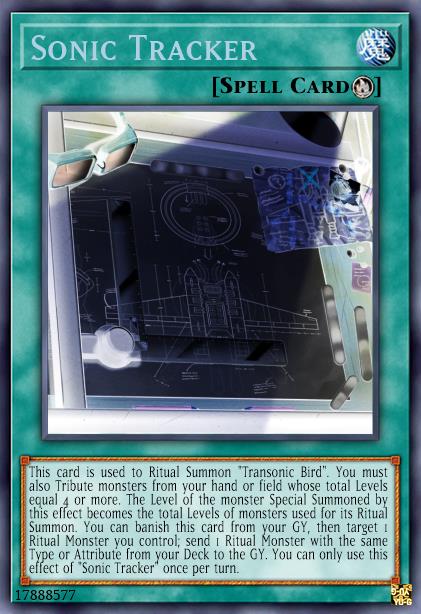 Sonic Tracker
[Spell Card]
This card is used to Ritual Summon "Transonic Bird". You must
also Tribute monsters from your hand or field whose total Levels
equal 4 or more. The Level of the monster Special Summoned by
this effect becomes the total Levels of monsters used for its Ritual
Summon. You can banish this card from your GY, then target 1
Ritual Monster you control; send 1 Ritual Monster with the same
Type or Attribute from your Deck to the GY. You can only use this
effect of "Sonic Tracker" once per turn.
17888577